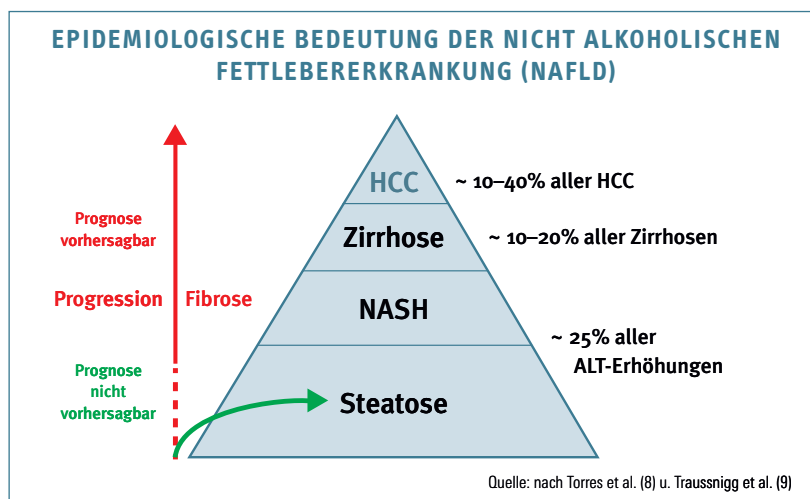 EPIDEMIOLOGISCHE BEDEUTUNG DER NICHT ALKOHOLISCHEN
FETTLEBERERKRANKUNG (NAFLD)
HCC
~ 10–40% aller HCC
Prognose
vorhersagbar
Zirrhose
~ 10–20% aller Zirrhosen
Progression
Fibrose
NASH
~ 25% aller
ALT-Erhöhungen
Prognose
nicht
vorhersagbar
Steatose
Quelle: nach Torres et al. (8) u. Traussnigg et al. (9)